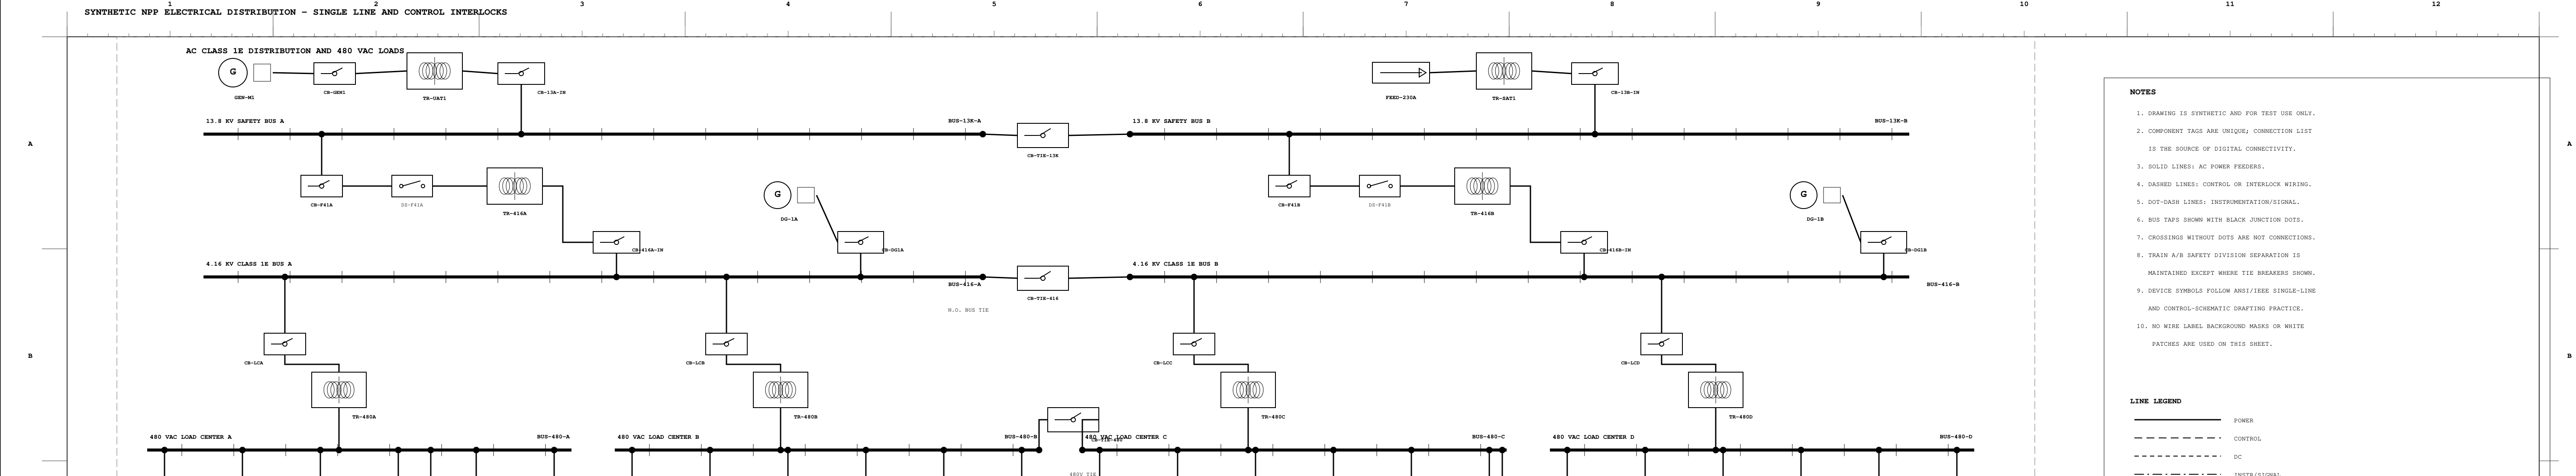 1 2 3 4 5 6 7 8 9 10 11 12
SYNTHETIC NPP ELECTRICAL DISTRIBUTION - SINGLE LINE AND CONTROL INTERLOCKS
AC CLASS 1E DISTRIBUTION AND 480 VAC LOADS
G
GEN-M1
CB-GEN1
TR-UAT1
CB-13A-IN
FEED-230A
TR-SAT1
CB-13B-IN
13.8 KV SAFETY BUS A
BUS-13K-A
CB-TIE-13K
13.8 KV SAFETY BUS B
BUS-13K-B
A
A
CB-F41A
DS-F41A
TR-416A
CB-416A-IN
G
DG-1A
CB-DG1A
CB-F41B
DS-F41B
TR-416B
CB-416B-IN
G
DG-1B
CB-DG1B
4.16 KV CLASS 1E BUS A
BUS-416-A
N.O. BUS TIE
CB-TIE-416
4.16 KV CLASS 1E BUS B
BUS-416-B
B
B
CB-LCA
TR-480A
CB-LCB
TR-480B
CB-LCC
TR-480C
CB-LCD
TR-480D
480 VAC LOAD CENTER A
BUS-480-A
480 VAC LOAD CENTER B
BUS-480-B
CB-TIE-480
480V TIE
480 VAC LOAD CENTER C
BUS-480-C
480 VAC LOAD CENTER D
BUS-480-D
NOTES
1. DRAWING IS SYNTHETIC AND FOR TEST USE ONLY.
2. COMPONENT TAGS ARE UNIQUE; CONNECTION LIST
IS THE SOURCE OF DIGITAL CONNECTIVITY.
3. SOLID LINES: AC POWER FEEDERS.
4. DASHED LINES: CONTROL OR INTERLOCK WIRING.
5. DOT-DASH LINES: INSTRUMENTATION/SIGNAL.
6. BUS TAPS SHOWN WITH BLACK JUNCTION DOTS.
7. CROSSINGS WITHOUT DOTS ARE NOT CONNECTIONS.
8. TRAIN A/B SAFETY DIVISION SEPARATION IS
MAINTAINED EXCEPT WHERE TIE BREAKERS SHOWN.
9. DEVICE SYMBOLS FOLLOW ANSI/IEEE SINGLE-LINE
AND CONTROL-SCHEMATIC DRAFTING PRACTICE.
10. NO WIRE LABEL BACKGROUND MASKS OR WHITE
PATCHES ARE USED ON THIS SHEET.
LINE LEGEND
POWER
CONTROL
DC
INSTR/SIGNAL